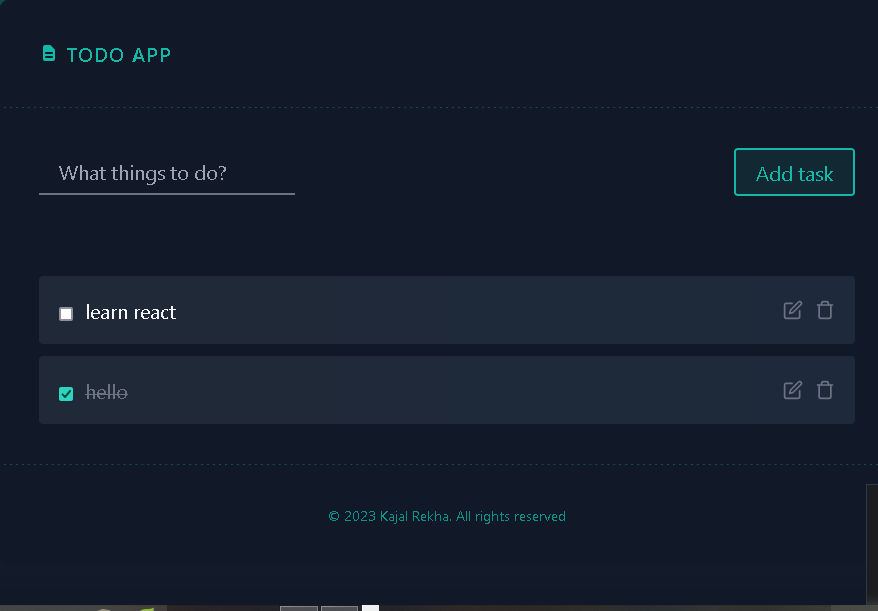 TODO APP
What things to do?
Add task
learn react
hello
© 2023 Kajal Rekha. All rights reserved